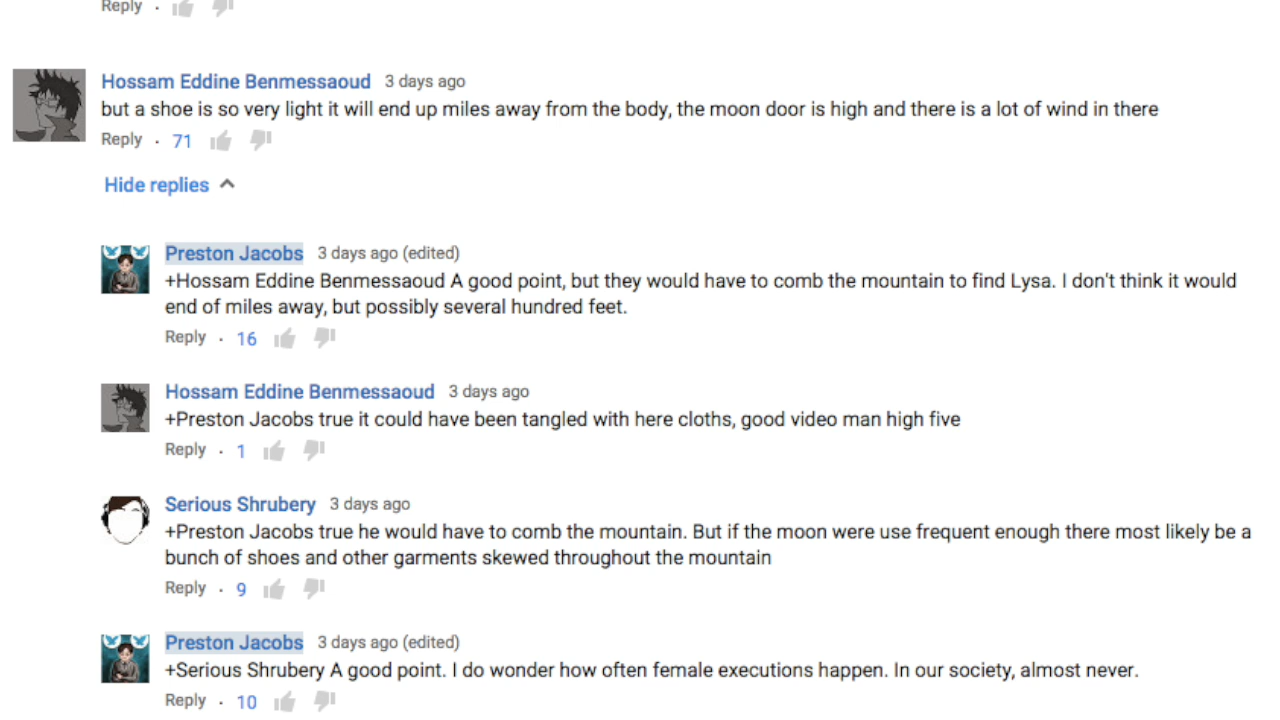 Reply ·
Hossam Eddine Benmessaoud 3 days ago
but a shoe is so very light it will end up miles away from the body, the moon door is high and there is a lot of wind in there
Reply · 71
Hide replies
Preston Jacobs 3 days ago (edited)
+Hossam Eddine Benmessaoud A good point, but they would have to comb the mountain to find Lysa. I don't think it would
end of miles away, but possibly several hundred feet.
Reply · 16
Hossam Eddine Benmessaoud 3 days ago
+Preston Jacobs true it could have been tangled with here cloths, good video man high five
Reply · 1
Serious Shrubery 3 days ago
+Preston Jacobs true he would have to comb the mountain. But if the moon were use frequent enough there most likely be a
bunch of shoes and other garments skewed throughout the mountain
Reply · 9
Preston Jacobs 3 days ago (edited)
+Serious Shrubery A good point. I do wonder how often female executions happen. In our society, almost never.
Reply · 10